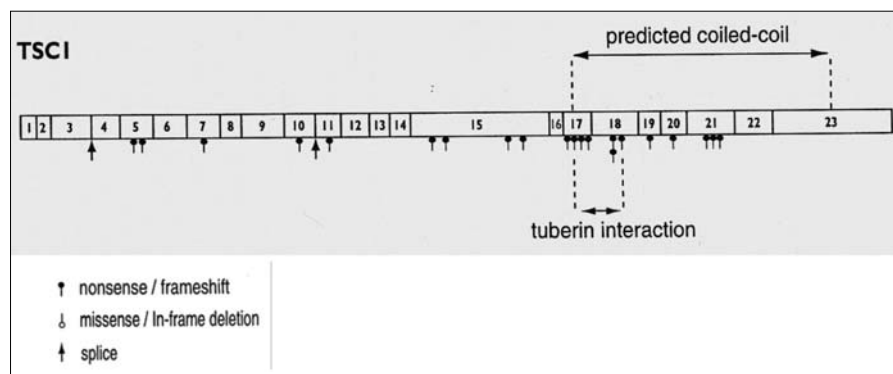 predicted coiled-coil
TSC1
1 2 3 4 5 6 7 8 9 10 11 12 13 14 15 16 17 18 19 20 21 22 23
tuberin interaction
nonsense / frameshift
missense / In-frame deletion
splice